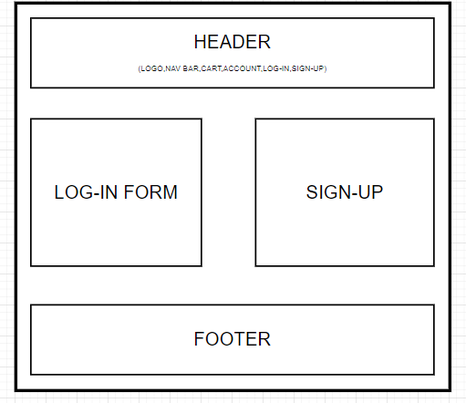 HEADER
(LOGO,NAV BAR,CART,ACCOUNT,LOG-IN,SIGN-UP)
LOG-IN FORM
SIGN-UP
FOOTER